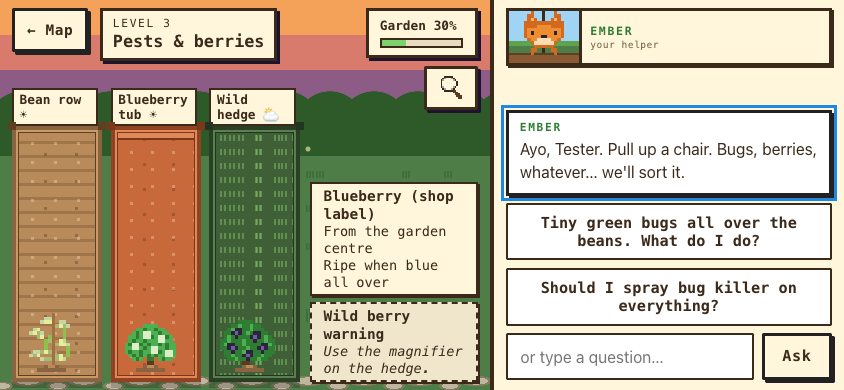 ← Map
LEVEL 3
Pests & berries
Garden 30%
Bean row
☀
Blueberry
tub ☀
Wild
hedge ⛅
Blueberry (shop
label)
From the garden
centre
Ripe when blue
all over
Wild berry
warning
Use the magnifier
on the hedge.
EMBER
your helper
EMBER
Ayo, Tester. Pull up a chair. Bugs, berries,
whatever... we'll sort it.
Tiny green bugs all over the
beans. What do I do?
Should I spray bug killer on
everything?
or type a question...
Ask